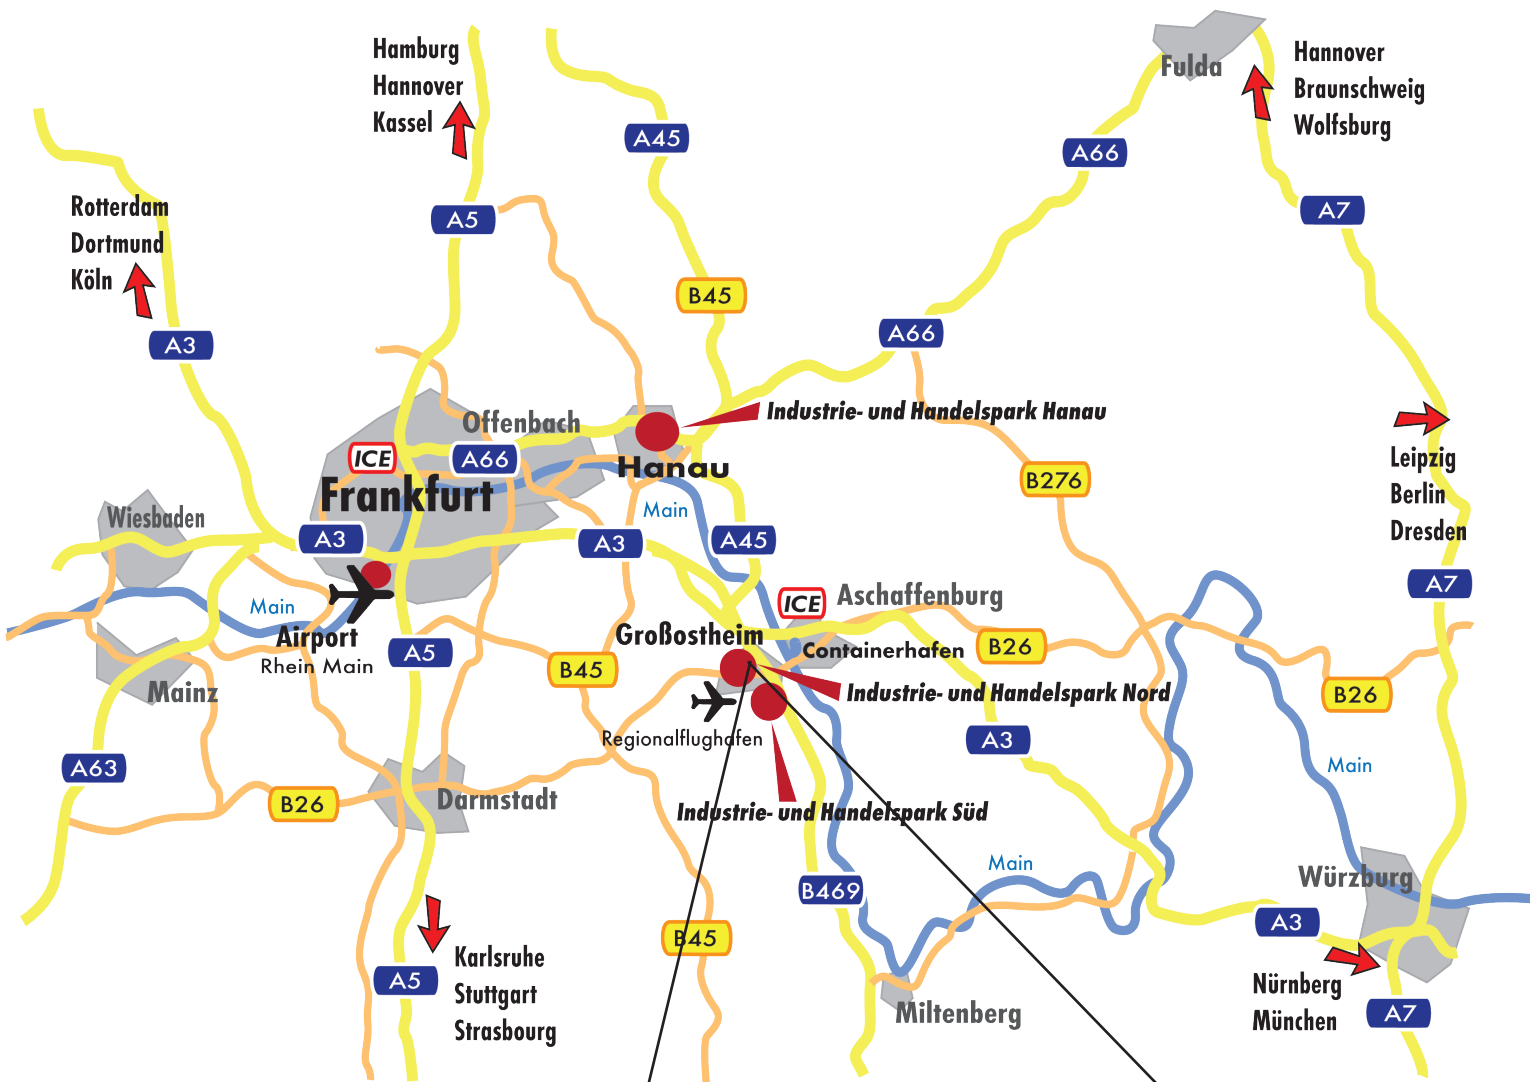 Hamburg
Hannover
Kassel
Fulda
Hannover
Braunschweig
Wolfsburg
A45
A66
Rotterdam
Dortmund
Köln
A5
A7
B45
A3
A66
Industrie- und Handelspark Hanau
Offenbach
ICE
A66
Hanau
Leipzig
Berlin
Dresden
B276
Frankfurt
Main
Wiesbaden
A3
A3
A45
A7
Main
ICE
Aschaffenburg
Airport
Rhein Main
A5
Großostheim
Containerhafen
B26
B45
Mainz
Industrie- und Handelspark Nord
B26
Regionalflughafen
A3
A63
Main
B26
Darmstadt
Industrie- und Handelspark Süd
Main
B469
Würzburg
A3
B45
Karlsruhe
Stuttgart
Strasbourg
A5
Nürnberg
München
Miltenberg
A7